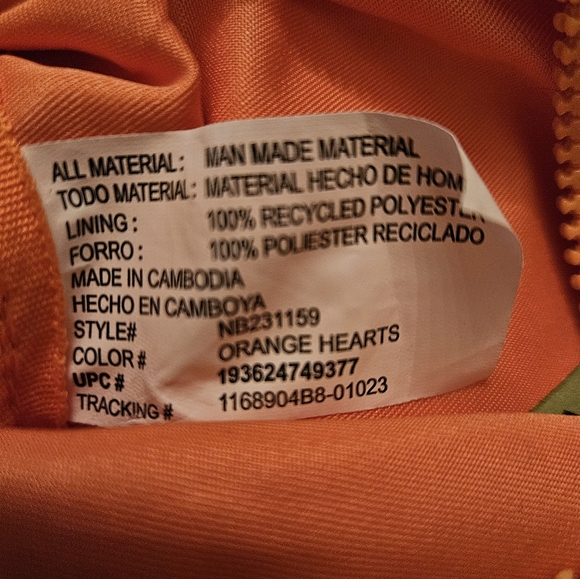 ALL MATERIAL: MAN MADE MATERIAL
TODO MATERIAL: MATERIAL HECHO DE HOM
LINING: 100% RECYCLED POLYESTER
FORRO: 100% POLIESTER RECICLADO
MADE IN CAMBODIA
HECHO EN CAMBOYA
STYLE# NB231159
COLOR# ORANGE HEARTS
UPC# 193624749377
TRACKING# 1168904B8-01023